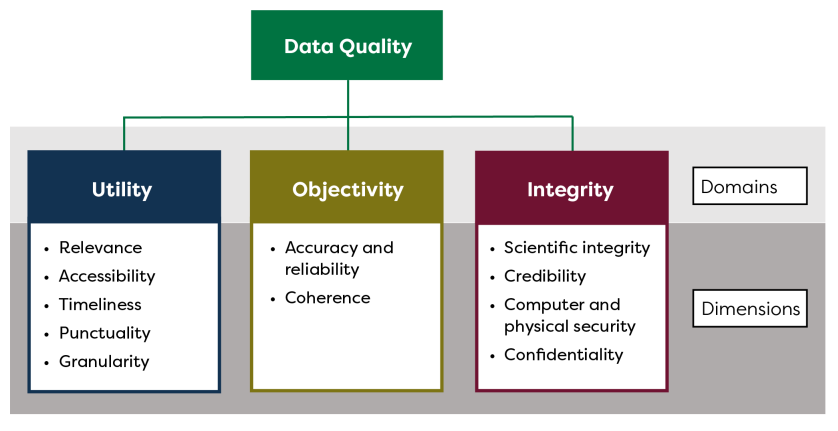 Data Quality
Utility
Objectivity
Integrity
Domains
• Relevance
• Accessibility
• Timeliness
• Punctuality
• Granularity
• Accuracy and
reliability
• Coherence
• Scientific integrity
• Credibility
• Computer and
physical security
• Confidentiality
Dimensions